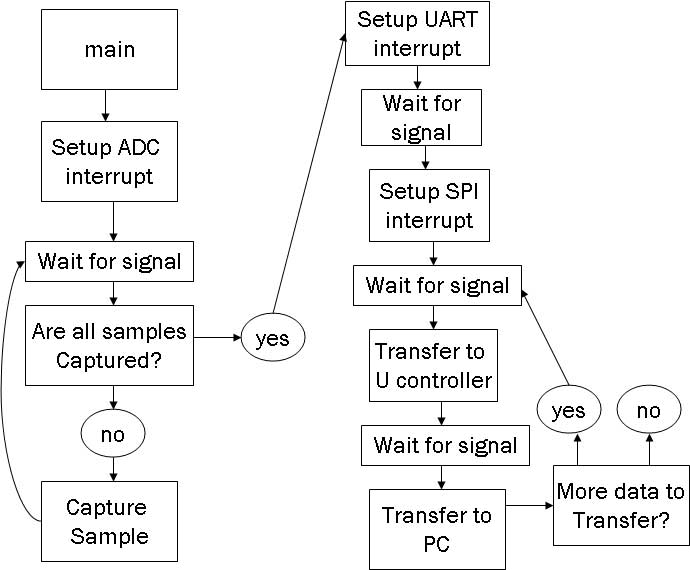 main
Setup ADC
interrupt
Wait for signal
Are all samples
Captured?
yes
no
Capture
Sample
Setup UART
interrupt
Wait for
signal
Setup SPI
interrupt
Wait for signal
Transfer to
U controller
Wait for signal
Transfer to
PC
More data to
Transfer?
yes
no